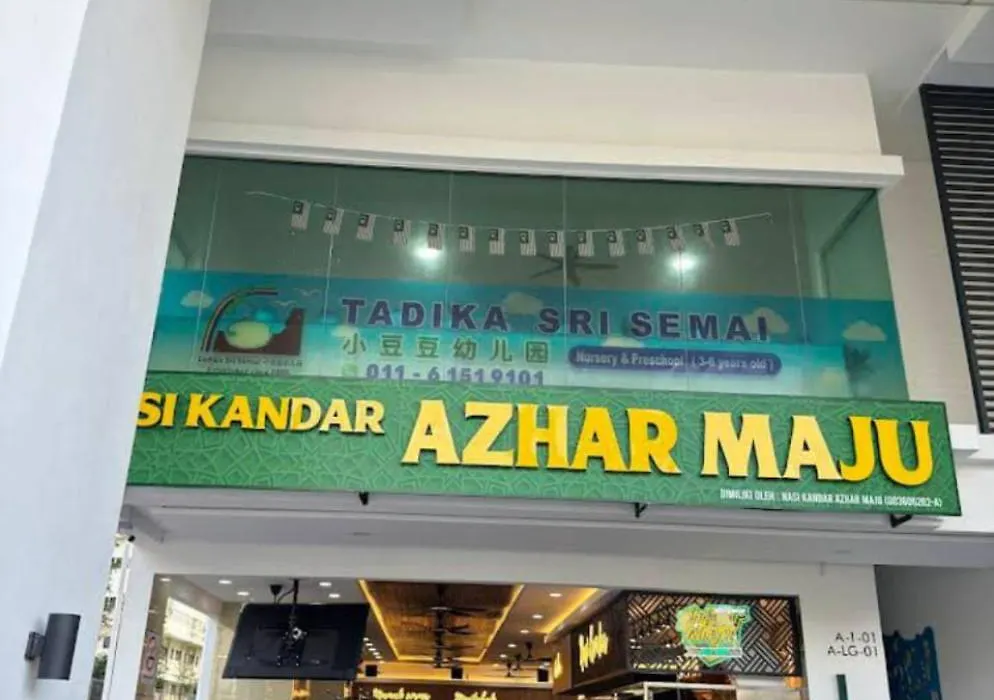 TADIKA SRI SEMAI
小豆豆幼儿园
Nursery & Preschool (3-6 years old)
011-61519101
SI KANDAR AZHAR MAJU
DIMILIKI OLEH : NASI KANDAR AZHAR MAJU
A-1-01
A-LG-01